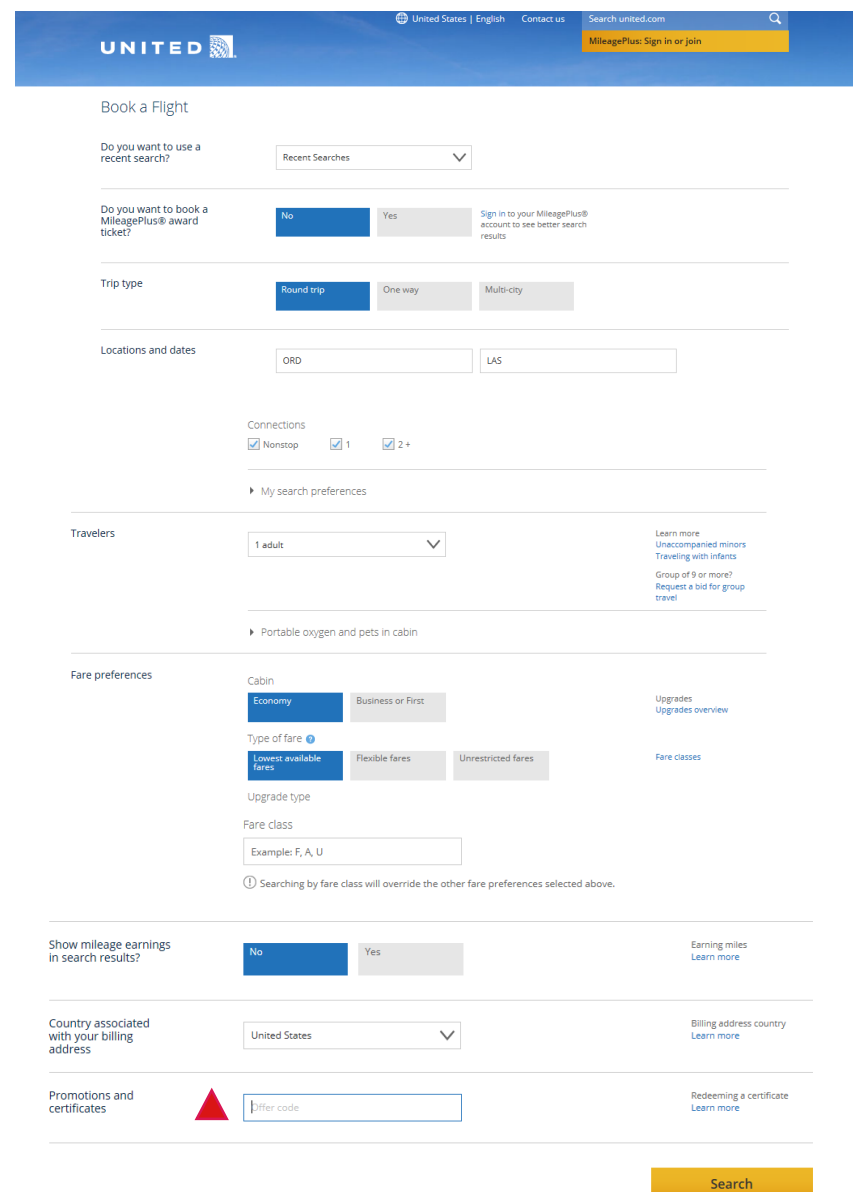 United States | English
Contact us
Search united.com
UNITED
MileagePlus: Sign in or join
Book a Flight
Do you want to use a
recent search?
Recent Searches
Do you want to book a
MileagePlus® award
ticket?
No
Yes
Sign in to your MileagePlus®
account to see better search
results
Trip type
Round trip
One way
Multi-city
Locations and dates
ORD
LAS
Connections
Nonstop
1
2 +
My search preferences
Travelers
1 adult
Learn more
Unaccompanied minors
Traveling with infants
Group of 9 or more?
Request a bid for group
travel
Portable oxygen and pets in cabin
Fare preferences
Cabin
Economy
Business or First
Upgrades
Upgrades overview
Type of fare ?
Lowest available
fares
Flexible fares
Unrestricted fares
Fare classes
Upgrade type
Fare class
Example: F, A, U
! Searching by fare class will override the other fare preferences selected above.
Show mileage earnings
in search results?
No
Yes
Earning miles
Learn more
Country associated
with your billing
address
United States
Billing address country
Learn more
Promotions and
certificates
Offer code
Redeeming a certificate
Learn more
Search